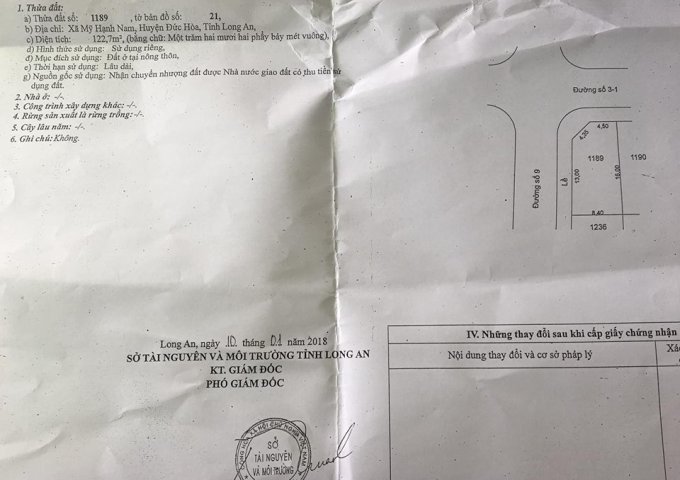 1. Thửa đất:
a) Thửa đất số: 1189 , tờ bản đồ số: 21,
b) Địa chỉ: Xã Mỹ Hạnh Nam, Huyện Đức Hòa, Tỉnh Long An,
c) Diện tích: 122,7m², (bằng chữ: Một trăm hai mươi hai phẩy bảy mét vuông),
d) Hình thức sử dụng: Sử dụng riêng,
đ) Mục đích sử dụng: Đất ở tại nông thôn,
e) Thời hạn sử dụng: Lâu dài,
g) Nguồn gốc sử dụng: Nhận chuyển nhượng đất được Nhà nước giao đất có thu tiền sử
dụng đất.
2. Nhà ở: -/-.
3. Công trình xây dựng khác: -/-.
4. Rừng sản xuất là rừng trồng: -/-.
5. Cây lâu năm: -/-.
6. Ghi chú: Không.
Đường số 3-1
4,50
4,25
1189
1190
13,00
16,00
Lề
Đường số 9
8,40
1236
Long An, ngày 10 tháng 01 năm 2018
SỞ TÀI NGUYÊN VÀ MÔI TRƯỜNG TỈNH LONG AN
KT. GIÁM ĐỐC
PHÓ GIÁM ĐỐC
SỞ
TÀI NGUYÊN
VÀ MÔI TRƯỜNG
IV. Những thay đổi sau khi cấp giấy chứng nhận
Nội dung thay đổi và cơ sở pháp lý